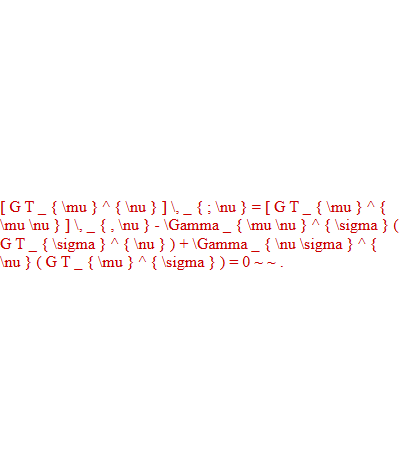 [ G T _ { \mu } ^ { \nu } ] \, _ { ; \nu } = [ G T _ { \mu } ^ {
\mu \nu } ] \, _ { , \nu } - \Gamma _ { \mu \nu } ^ { \sigma } (
G T _ { \sigma } ^ { \nu } ) + \Gamma _ { \nu \sigma } ^ {
\nu } ( G T _ { \mu } ^ { \sigma } ) = 0 ~ ~ .